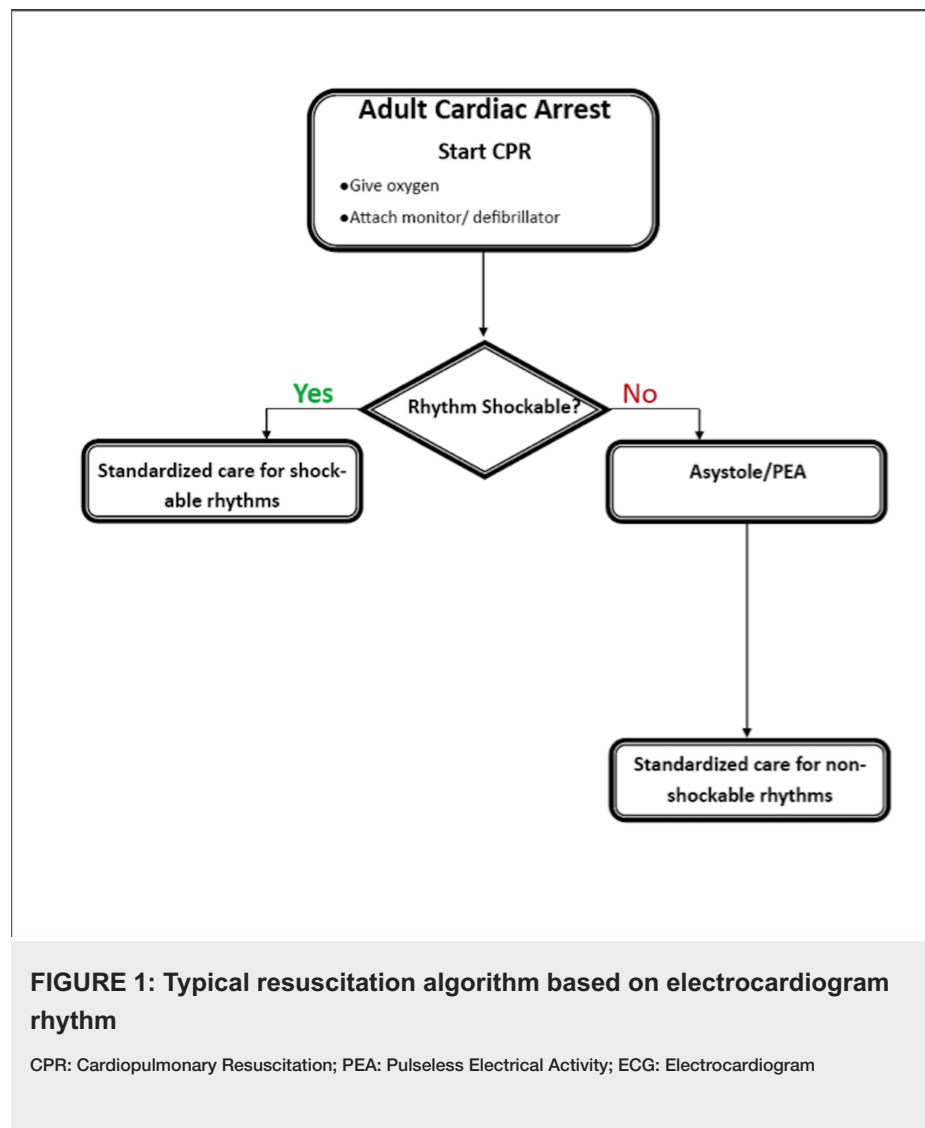 Adult Cardiac Arrest
Start CPR
●Give oxygen
●Attach monitor/ defibrillator
Yes
Rhythm Shockable?
No
Standardized care for shock-
able rhythms
Asystole/PEA
Standardized care for non-
shockable rhythms
FIGURE 1: Typical resuscitation algorithm based on electrocardiogram
rhythm
CPR: Cardiopulmonary Resuscitation; PEA: Pulseless Electrical Activity; ECG: Electrocardiogram